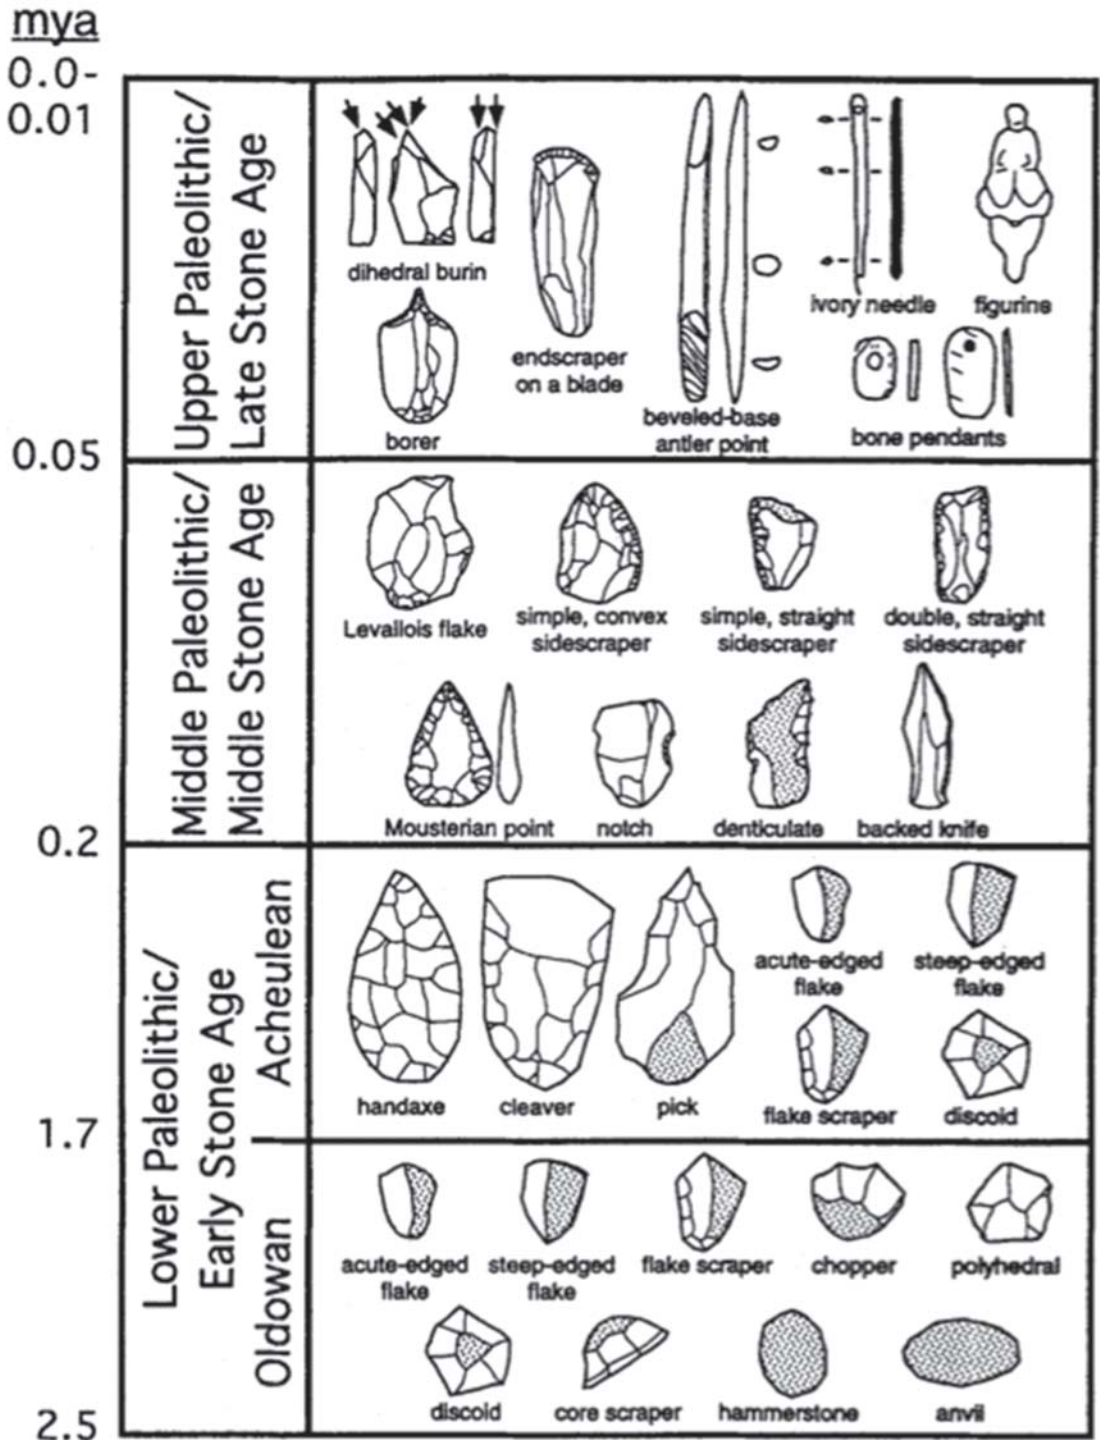 mya
0.0-
0.01
Upper Paleolithic/
Late Stone Age
dihedral burin
borer
endscraper
on a blade
beveled-base
antler point
ivory needle
figurine
bone pendants
0.05
Middle Paleolithic/
Middle Stone Age
Levallois flake
simple, convex
sidescraper
simple, straight
sidescraper
double, straight
sidescraper
Mousterian point
notch
denticulate
backed knife
0.2
Lower Paleolithic/
Early Stone Age
Acheulean
handaxe
cleaver
pick
acute-edged
flake
steep-edged
flake
flake scraper
discoid
1.7
Oldowan
acute-edged
flake
steep-edged
flake
flake scraper
chopper
polyhedral
discoid
core scraper
hammerstone
anvil
2.5